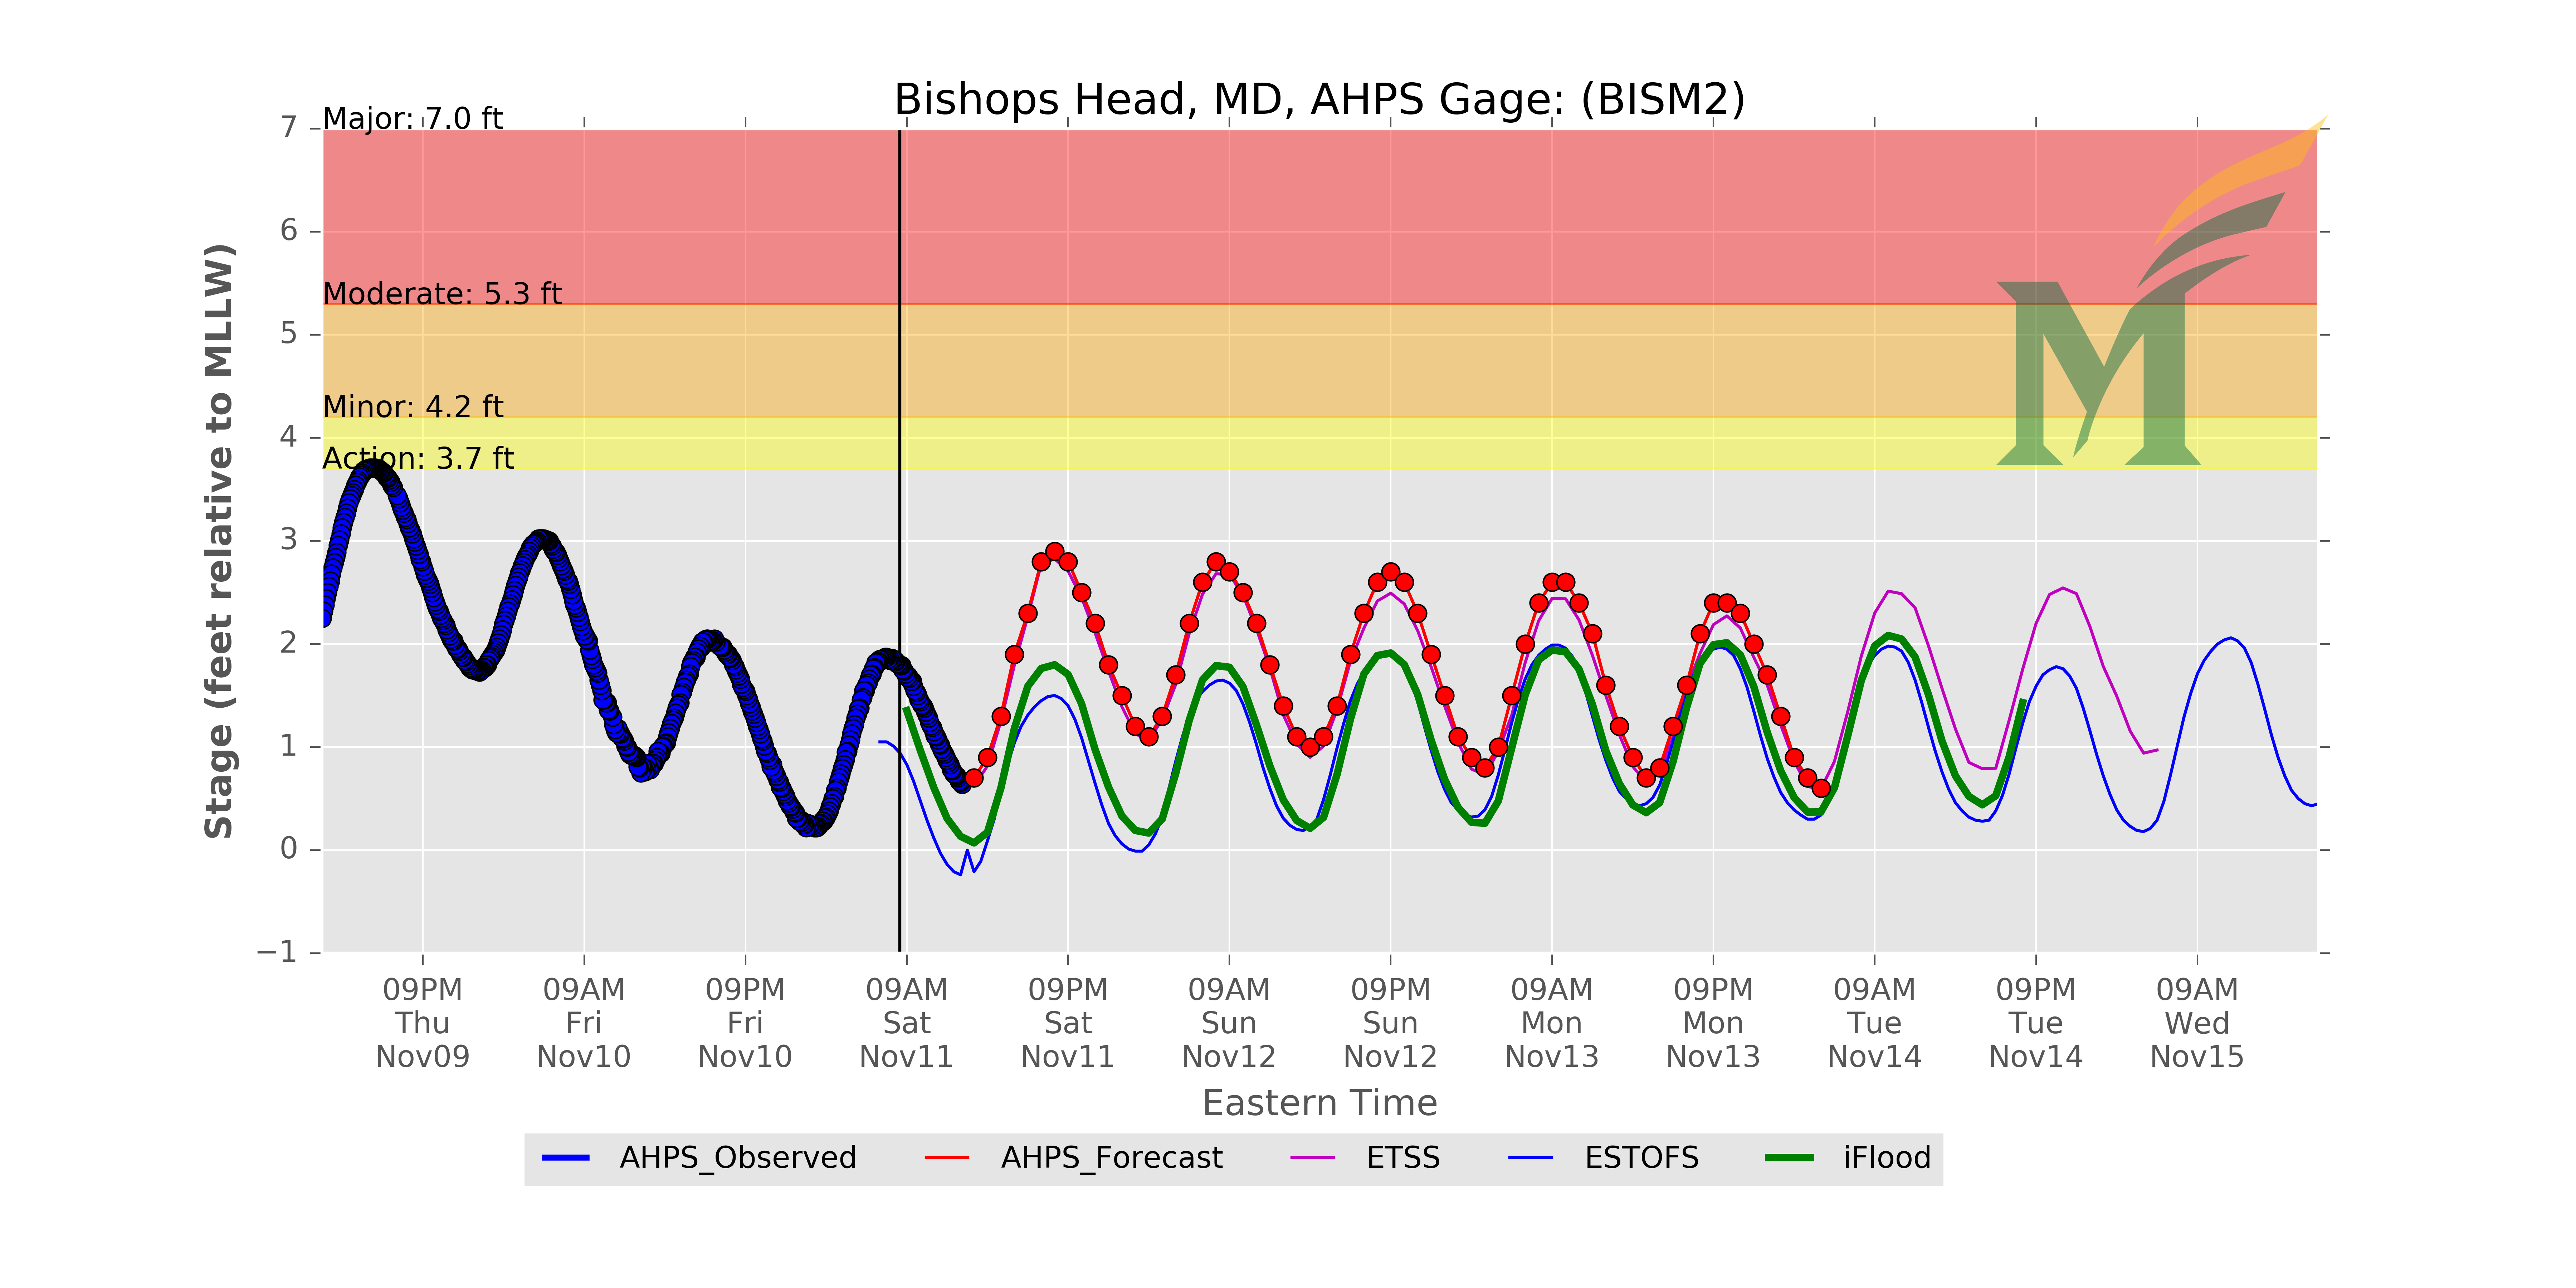 Bishops Head, MD, AHPS Gage: (BISM2)
Major: 7.0 ft
Moderate: 5.3 ft
Minor: 4.2 ft
Action: 3.7 ft
Stage (feet relative to MLLW)
7
6
5
4
3
2
1
0
−1
09PM
Thu
Nov09
09AM
Fri
Nov10
09PM
Fri
Nov10
09AM
Sat
Nov11
09PM
Sat
Nov11
09AM
Sun
Nov12
09PM
Sun
Nov12
09AM
Mon
Nov13
09PM
Mon
Nov13
09AM
Tue
Nov14
09PM
Tue
Nov14
09AM
Wed
Nov15
Eastern Time
AHPS_Observed
AHPS_Forecast
ETSS
ESTOFS
iFlood